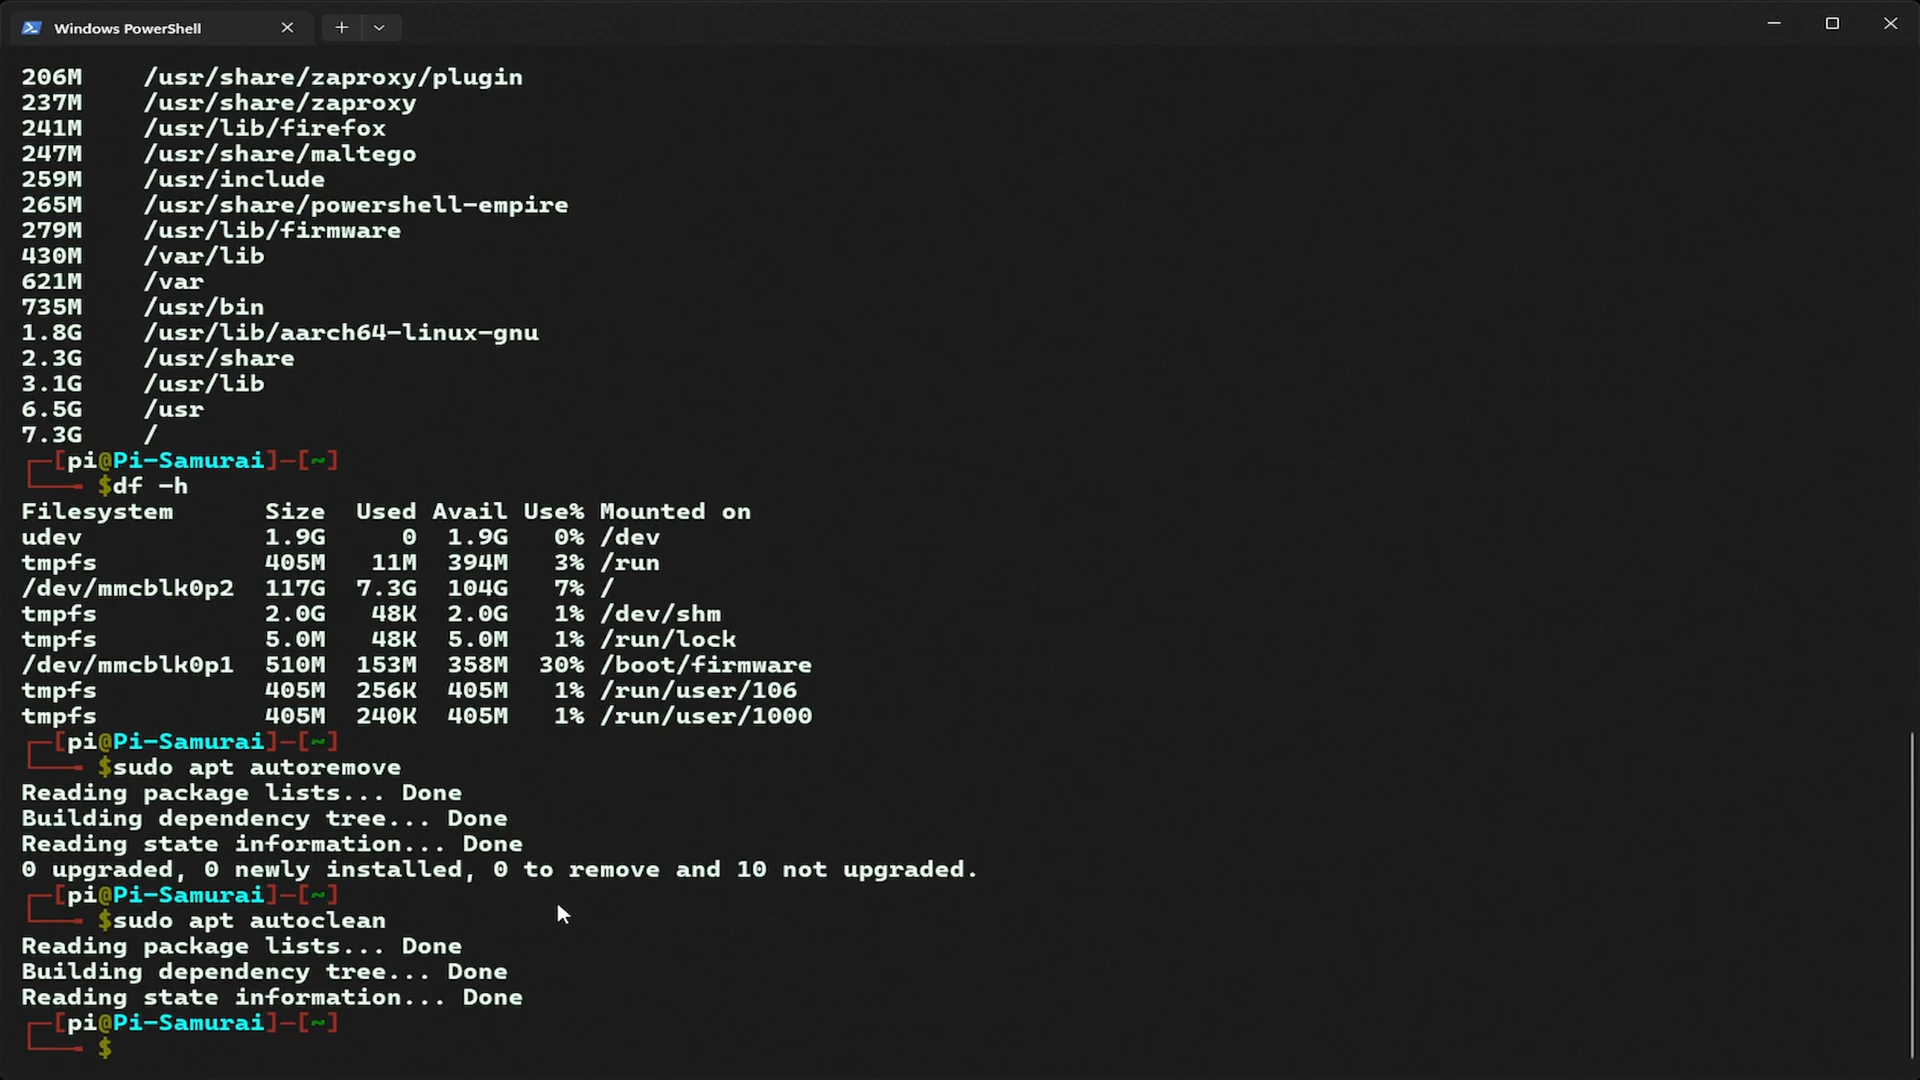 Windows PowerShell
206M /usr/share/zaproxy/plugin
237M /usr/share/zaproxy
241M /usr/lib/firefox
247M /usr/share/maltego
259M /usr/include
265M /usr/share/powershell-empire
279M /usr/lib/firmware
430M /var/lib
621M /var
735M /usr/bin
1.8G /usr/lib/aarch64-linux-gnu
2.3G /usr/share
3.1G /usr/lib
6.5G /usr
7.3G /
┌─[pi@Pi-Samurai]─[~]
└──╼ $df -h
Filesystem Size Used Avail Use% Mounted on
udev 1.9G 0 1.9G 0% /dev
tmpfs 405M 11M 394M 3% /run
/dev/mmcblk0p2 117G 7.3G 104G 7% /
tmpfs 2.0G 48K 2.0G 1% /dev/shm
tmpfs 5.0M 48K 5.0M 1% /run/lock
/dev/mmcblk0p1 510M 153M 358M 30% /boot/firmware
tmpfs 405M 256K 405M 1% /run/user/106
tmpfs 405M 240K 405M 1% /run/user/1000
┌─[pi@Pi-Samurai]─[~]
└──╼ $sudo apt autoremove
Reading package lists... Done
Building dependency tree... Done
Reading state information... Done
0 upgraded, 0 newly installed, 0 to remove and 10 not upgraded.
┌─[pi@Pi-Samurai]─[~]
└──╼ $sudo apt autoclean
Reading package lists... Done
Building dependency tree... Done
Reading state information... Done
┌─[pi@Pi-Samurai]─[~]
└──╼ $